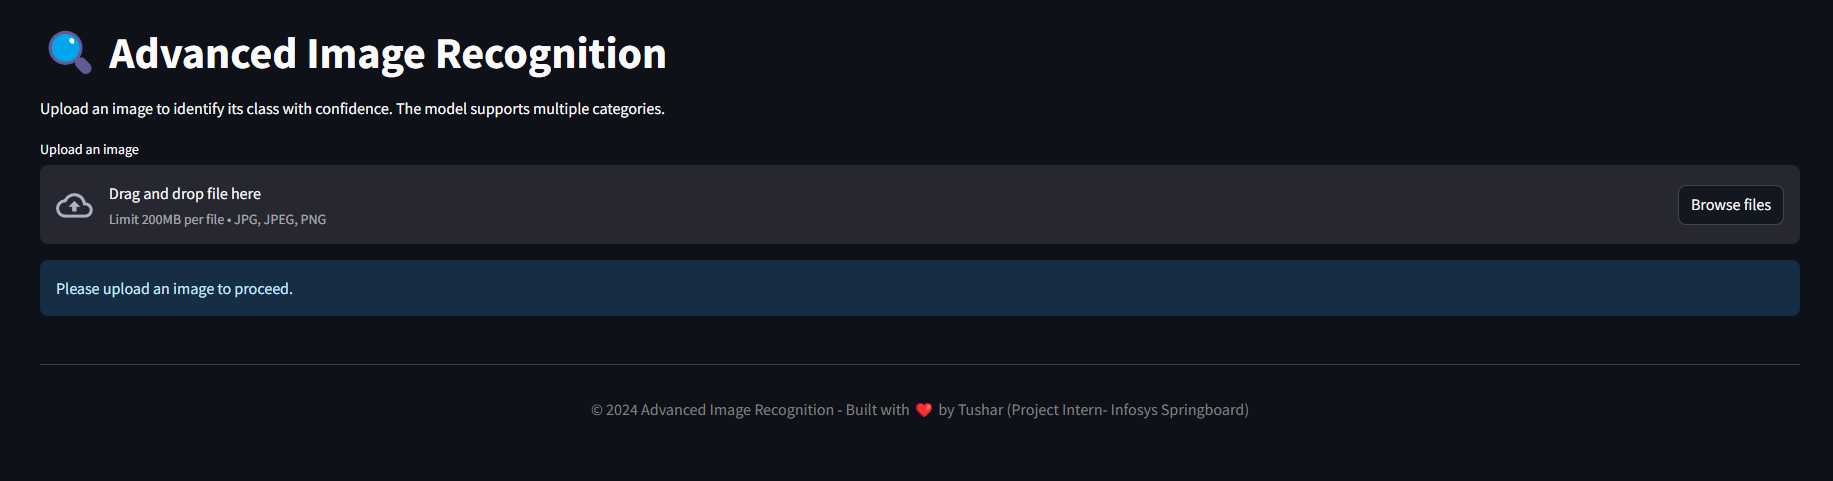 Advanced Image Recognition
Upload an image to identify its class with confidence. The model supports multiple categories.
Upload an image
Drag and drop file here
Limit 200MB per file • JPG, JPEG, PNG
Browse files
Please upload an image to proceed.
© 2024 Advanced Image Recognition - Built with ❤️ by Tushar (Project Intern- Infosys Springboard)